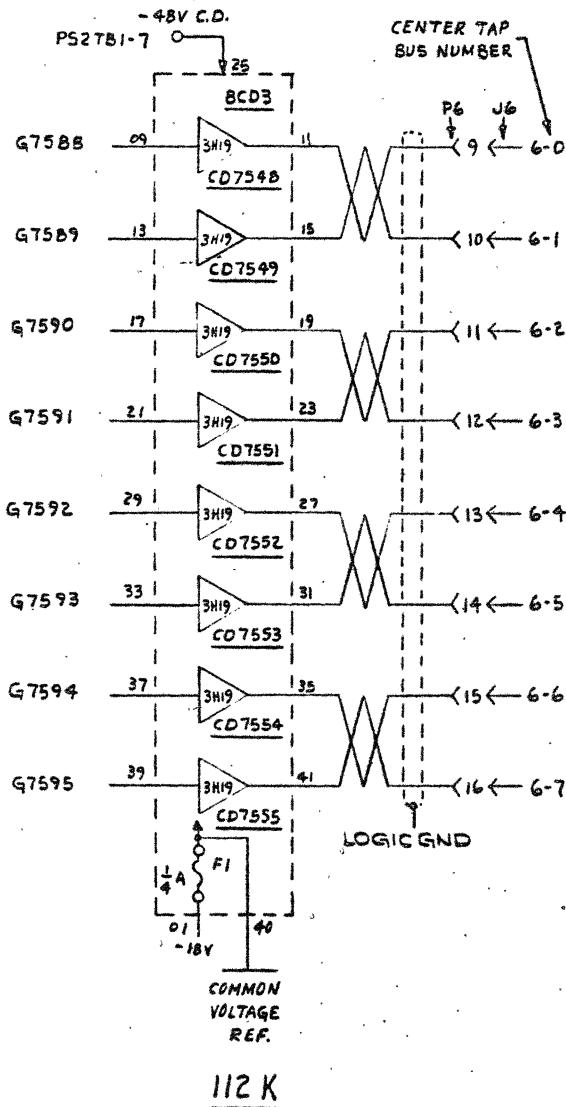 -48V C.D.
PS2TB1-7
CENTER TAP
BUS NUMBER
25
8CD3
P6 J6
G7588 09 3H19 11 9 6-0
CD7548
G7589 13 3H19 15 10 6-1
CD7549
G7590 17 3H19 19 11 6-2
CD7550
G7591 21 3H19 23 12 6-3
CD7551
G7592 29 3H19 27 13 6-4
CD7552
G7593 33 3H19 31 14 6-5
CD7553
G7594 37 3H19 35 15 6-6
CD7554
G7595 39 3H19 41 16 6-7
CD7555
LOGIC GND
1/4 A F1
01 40
-18V
COMMON
VOLTAGE
REF.
112 K